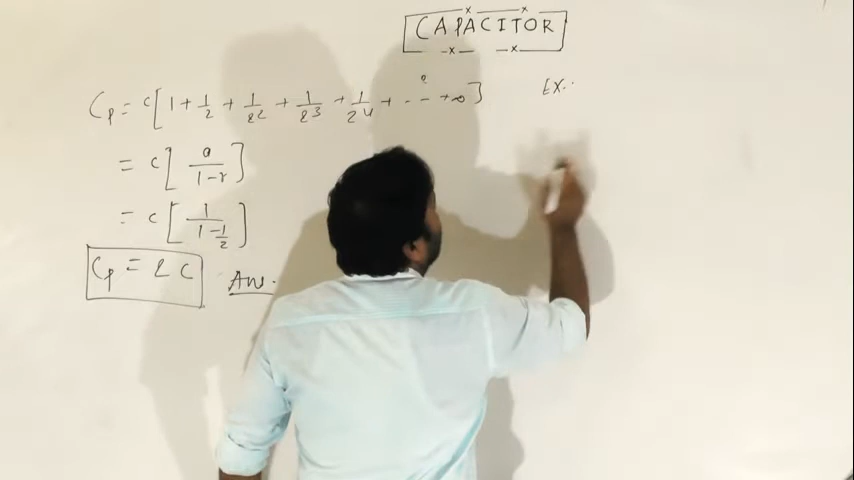 CAPACITOR
Cp = C[1 + 1/2 + 1/2² + 1/2³ + 1/2⁴ + - - - +∞]
= C[a/1-r]
= C[1/1-1/2]
Cp = 2C Ans.
Ex:.